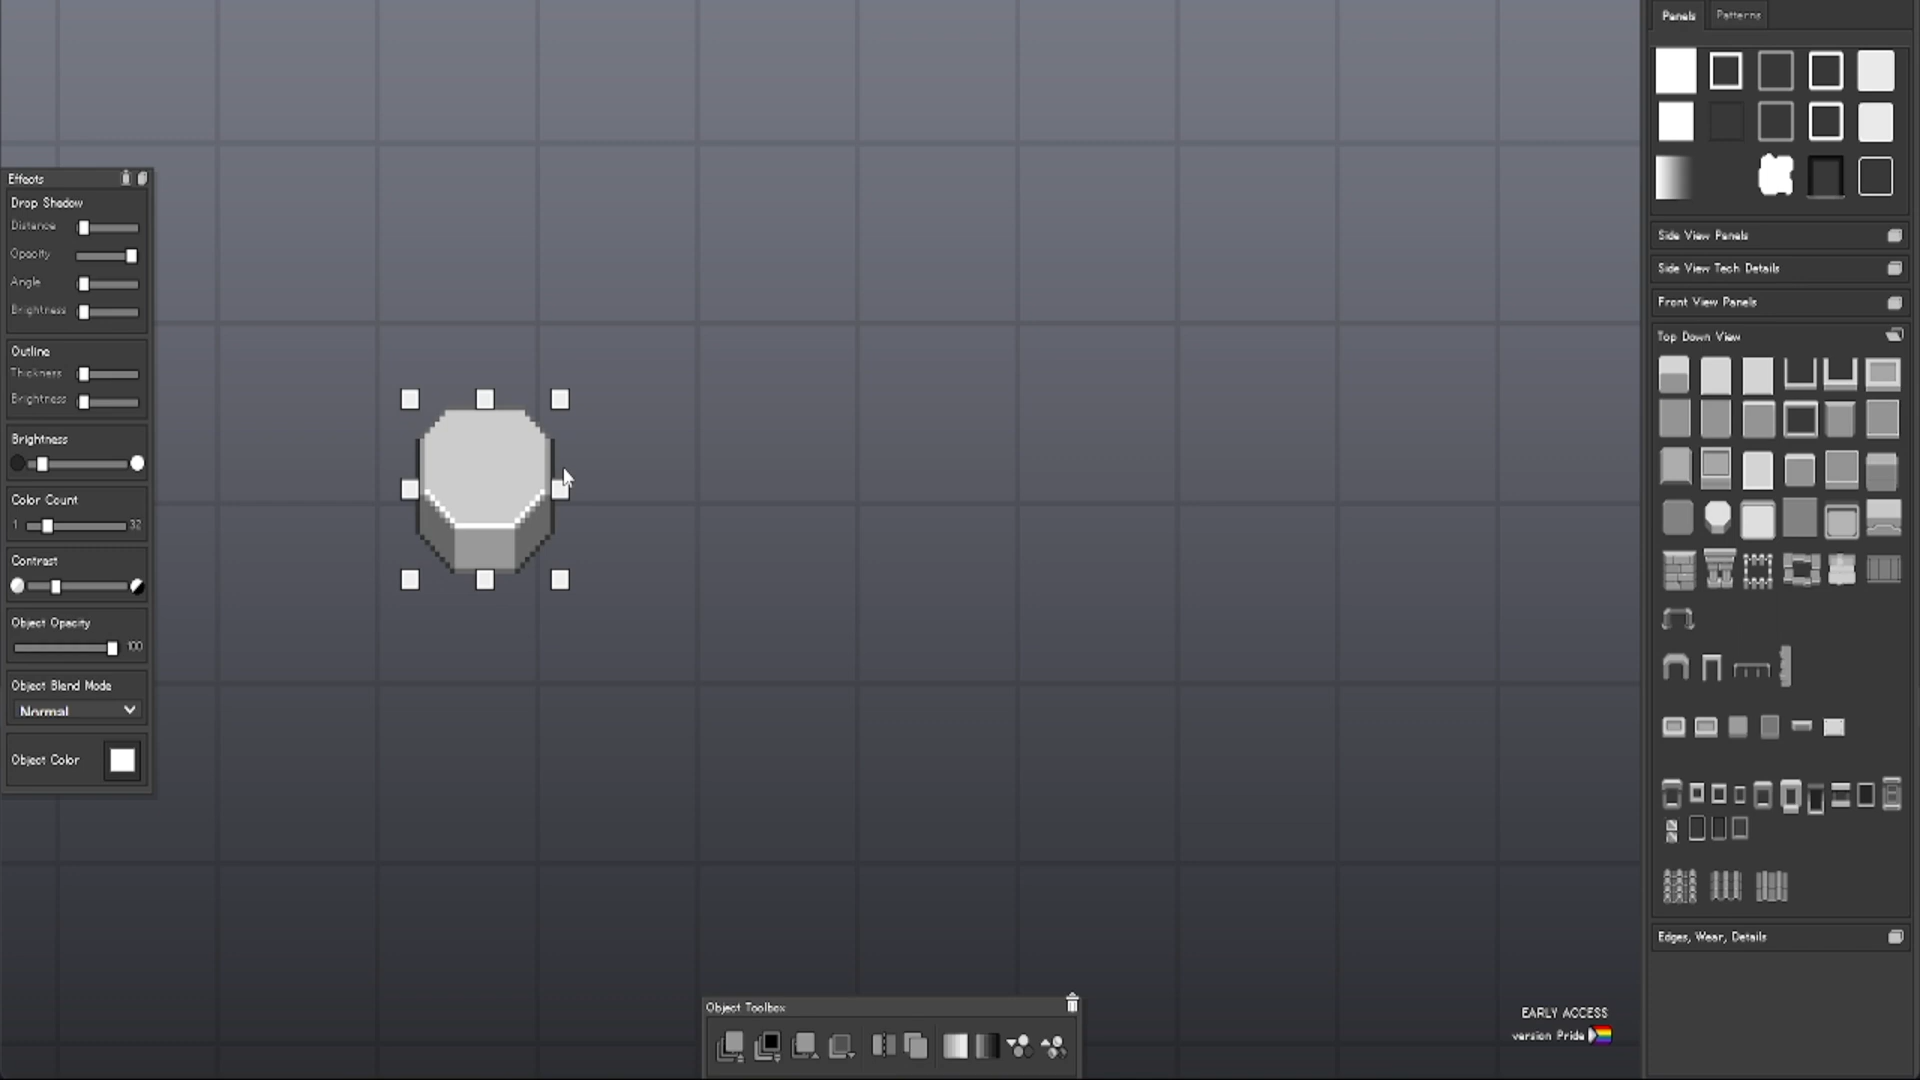 Panels
Patterns
Effects
Drop Shadow
Distance
Opacity
Angle
Brightness
Outline
Thickness
Brightness
Brightness
Color Count
1 32
Contrast
Object Opacity
100
Object Blend Mode
Normal
Object Color
Side View Panels
Side View Tech Details
Front View Panels
Top Down View
Edges, Wear, Details
Object Toolbox
EARLY ACCESS
version Pride